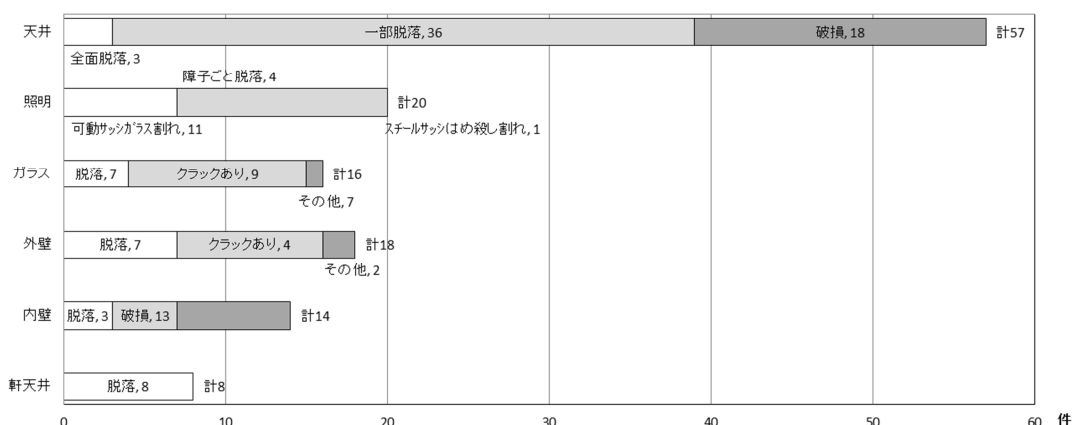 天井 一部脱落, 36 破損, 18 計57
全面脱落, 3
障子ごと脱落, 4
照明 計20
可動サッシガラス割れ, 11 スチールサッシはめ殺し割れ, 1
ガラス 脱落, 7 クラックあり, 9 計16
その他, 7
外壁 脱落, 7 クラックあり, 4 計18
その他, 2
内壁 脱落, 3 破損, 13 計14
軒天井 脱落, 8 計8
0 10 20 30 40 50 60 件